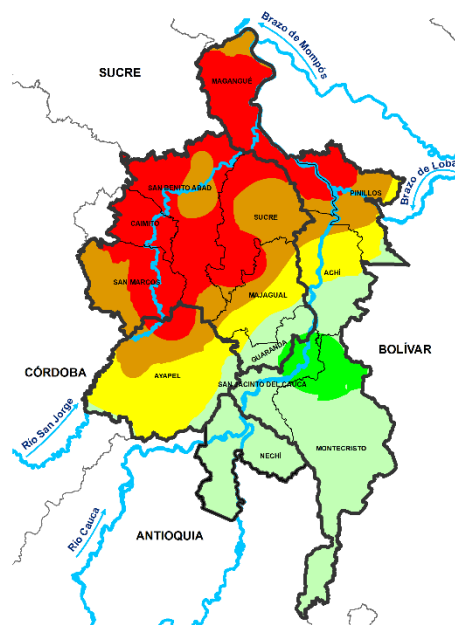 Brazo de Mompós
SUCRE
MAGANGUÉ
Brazo de Loba
SAN BENITO ABAD
PINILLOS
SUCRE
CAIMITO
ACHÍ
SAN MARCOS
MAJAGUAL
GUARANDA
BOLÍVAR
CÓRDOBA
AYAPEL
SAN JACINTO DEL CAUCA
Río San Jorge
MONTECRISTO
NECHÍ
Río Cauca
ANTIOQUIA